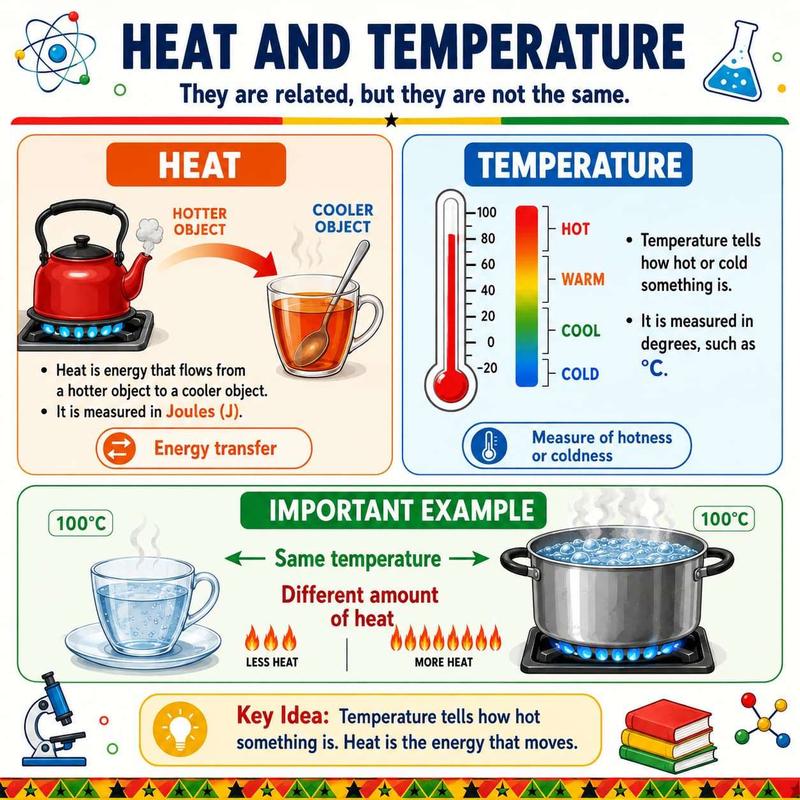 HEAT AND TEMPERATURE
They are related, but they are not the same.
HEAT
HOTTER
OBJECT
COOLER
OBJECT
• Heat is energy that flows from
a hotter object to a cooler object.
• It is measured in Joules (J).
Energy transfer
TEMPERATURE
100
80
60
40
20
0
-20
HOT
WARM
COOL
COLD
• Temperature tells
how hot or cold
something is.
• It is measured in
degrees, such as
°C.
Measure of hotness
or coldness
IMPORTANT EXAMPLE
100°C
100°C
Same temperature
Different amount
of heat
LESS HEAT
MORE HEAT
Key Idea: Temperature tells how hot
something is. Heat is the energy that moves.